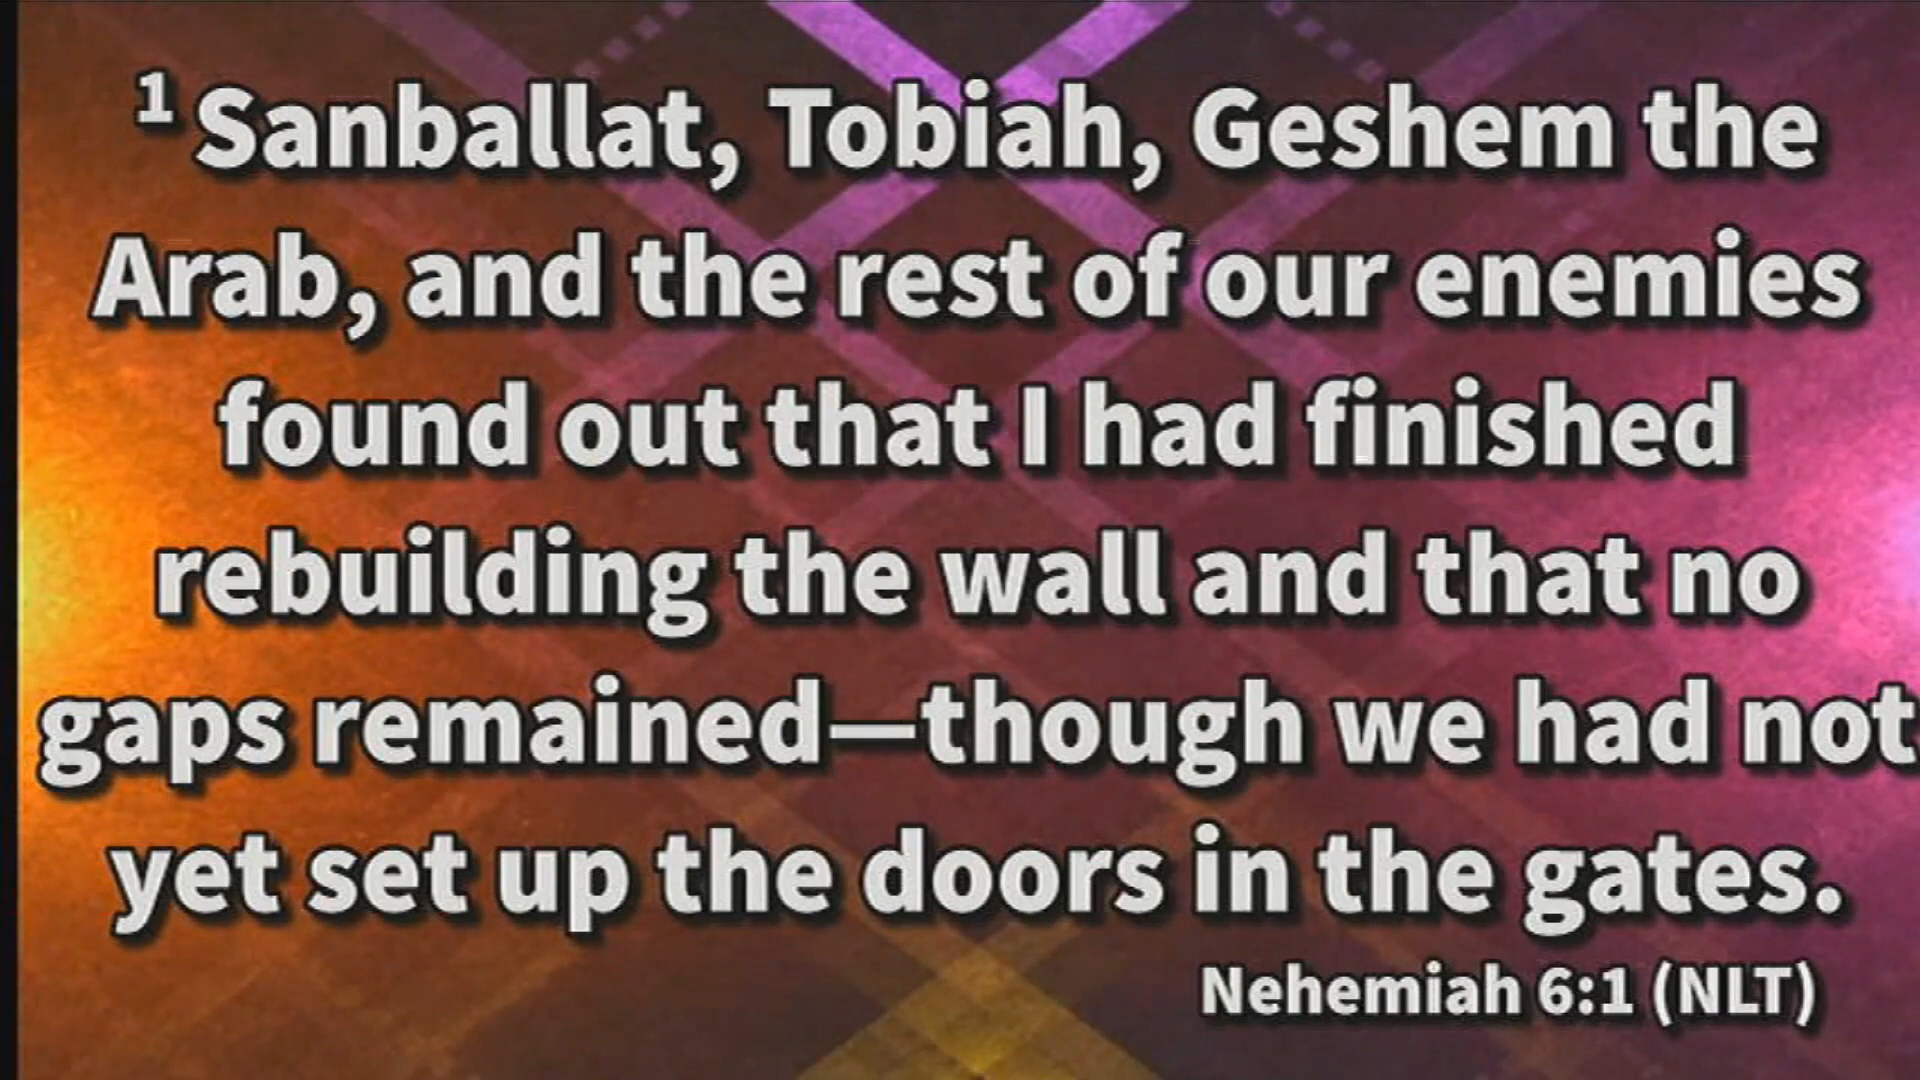 ¹ Sanballat, Tobiah, Geshem the
Arab, and the rest of our enemies
found out that I had finished
rebuilding the wall and that no
gaps remained—though we had not
yet set up the doors in the gates.
Nehemiah 6:1 (NLT)